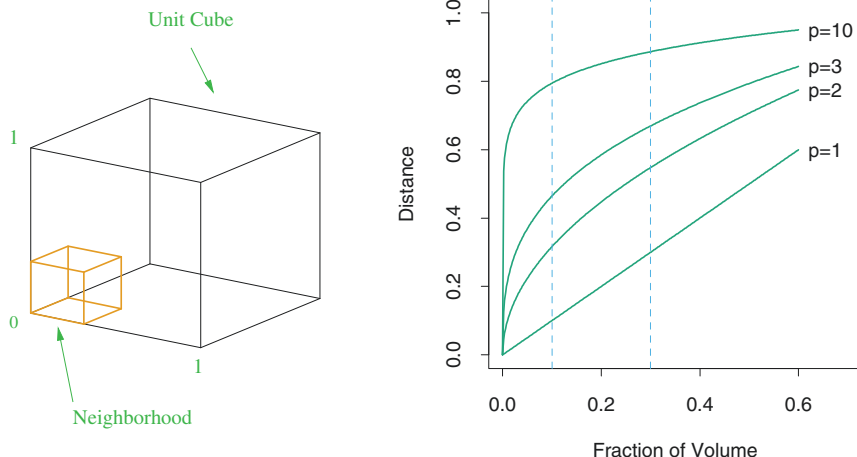 Unit Cube
1
0
1
Neighborhood
1.0
0.8
0.6
0.4
0.2
0.0
Distance
p=10
p=3
p=2
p=1
0.0 0.2 0.4 0.6
Fraction of Volume